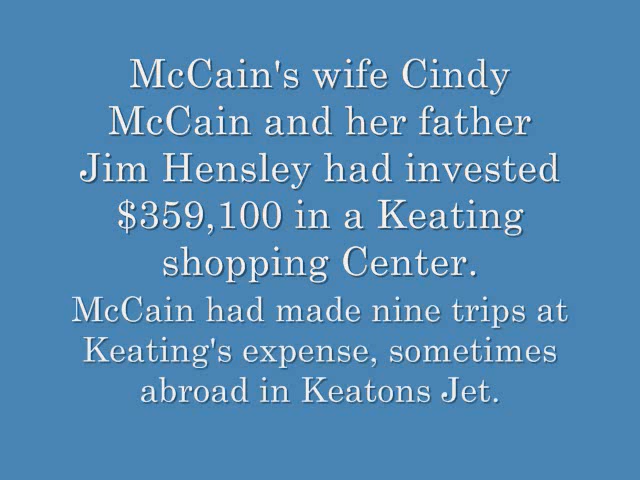 McCain's wife Cindy
McCain and her father
Jim Hensley had invested
$359,100 in a Keating
shopping Center.
McCain had made nine trips at
Keating's expense, sometimes
abroad in Keatons Jet.